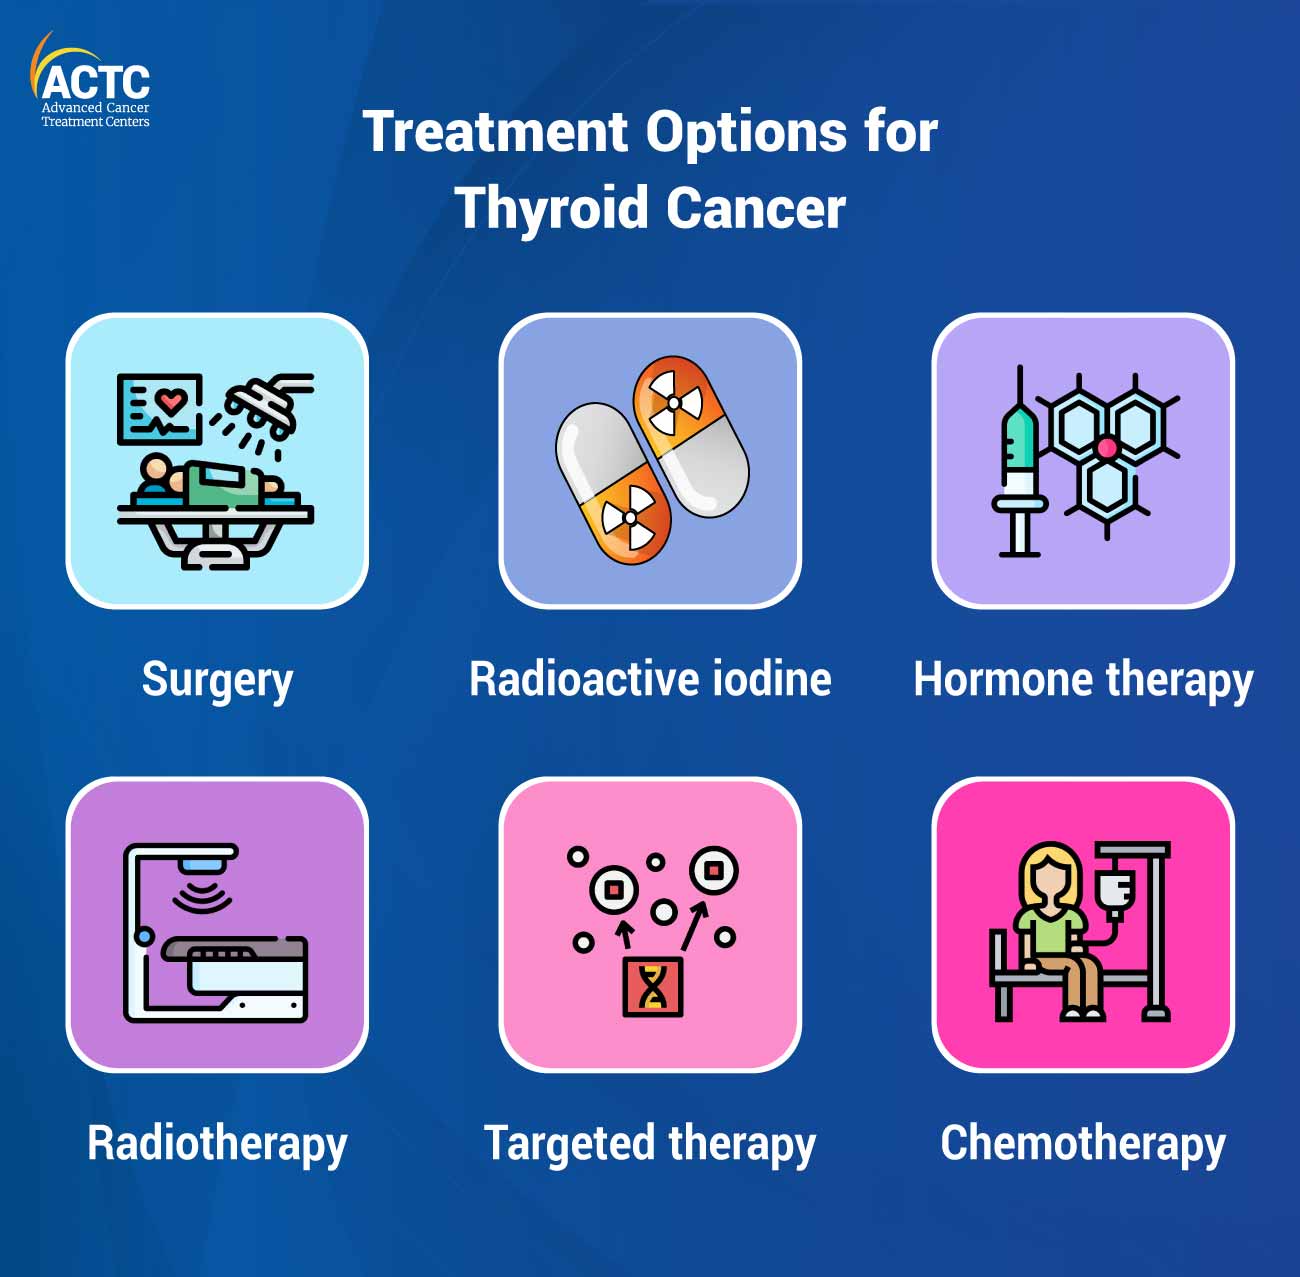 ACTC
Advanced Cancer
Treatment Centers
Treatment Options for
Thyroid Cancer
Surgery
Radioactive iodine
Hormone therapy
Radiotherapy
Targeted therapy
Chemotherapy